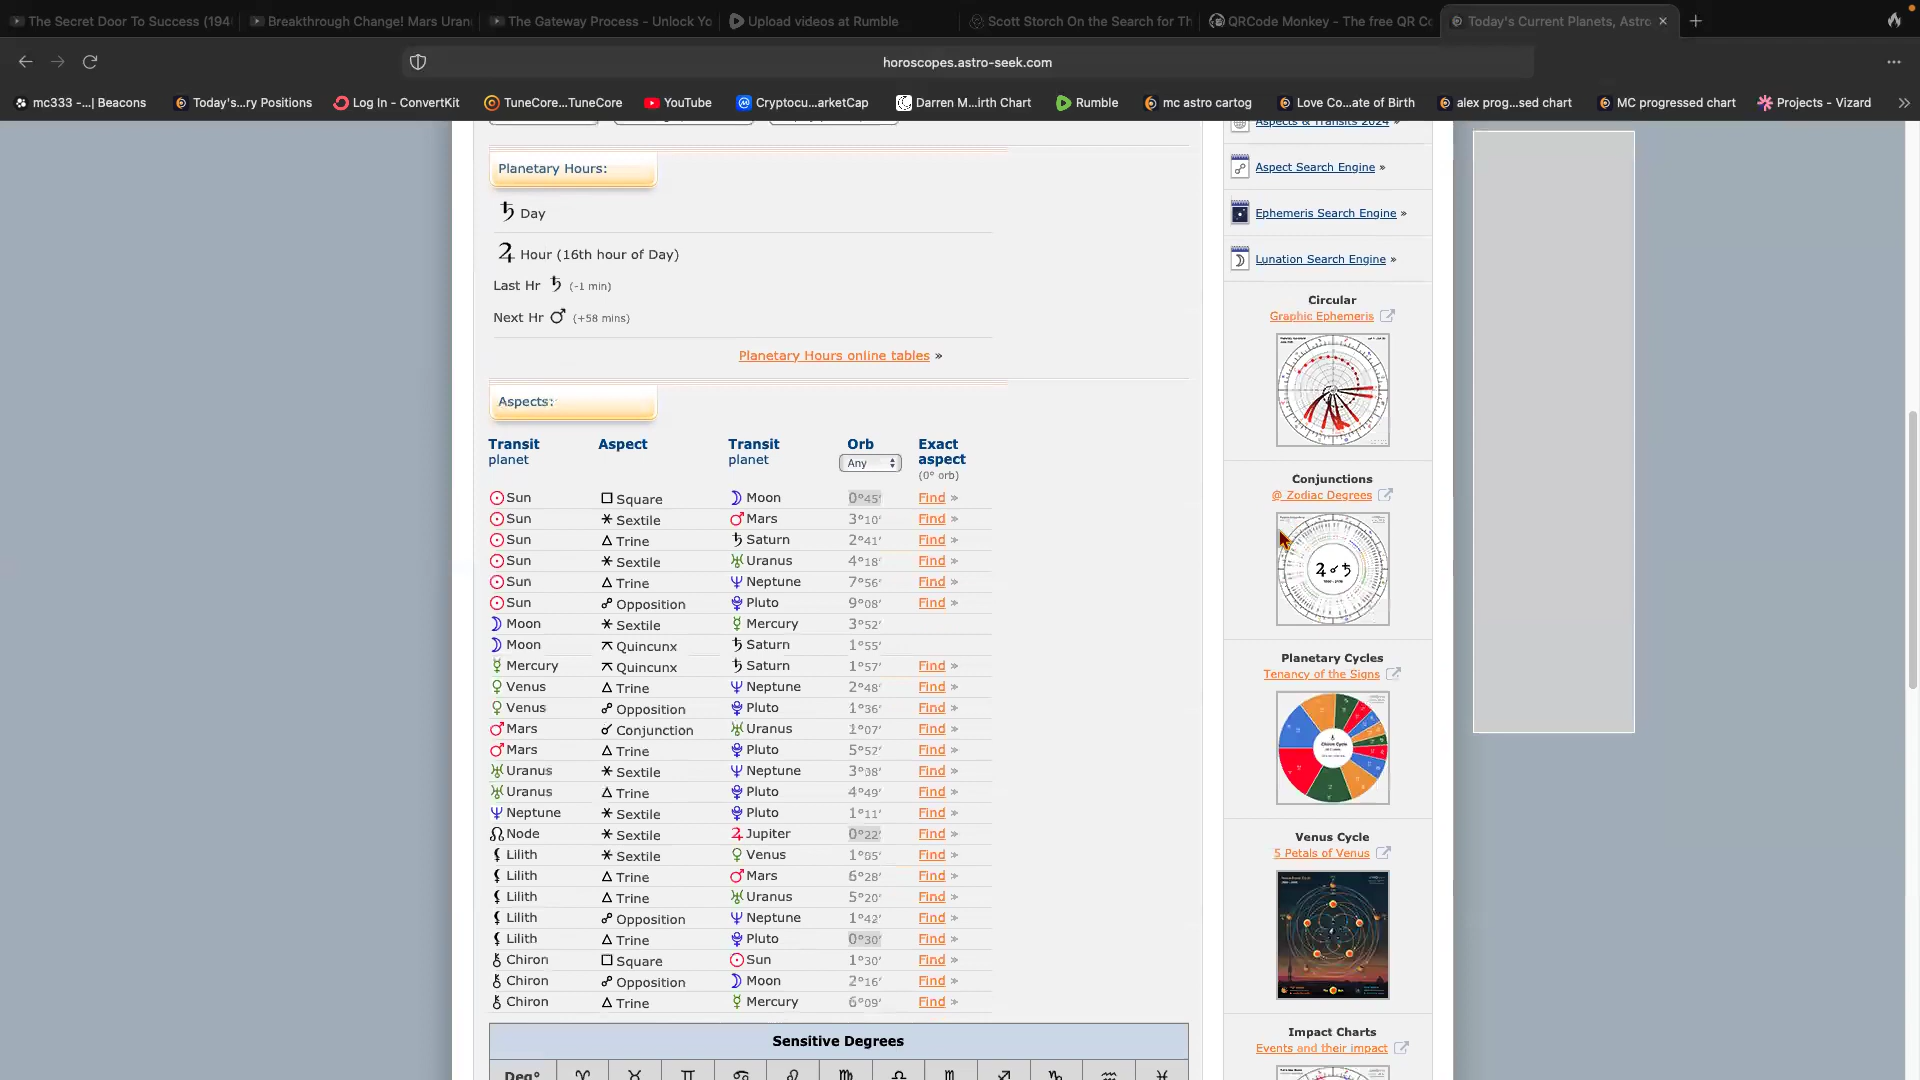 The Secret Door To Success (194
Breakthrough Change! Mars Uran
The Gateway Process - Unlock Yo
Upload videos at Rumble
Scott Storch On the Search for Th
QRCode Monkey - The free QR Co
Today's Current Planets, Astro
horoscopes.astro-seek.com
mc333 -...| Beacons
Today's...ry Positions
Log In - ConvertKit
TuneCore...TuneCore
YouTube
Cryptocu...arketCap
Darren M...irth Chart
Rumble
mc astro cartog
Love Co...ate of Birth
alex prog...sed chart
MC progressed chart
Projects - Vizard
Planetary Hours:
♄ Day
♃ Hour (16th hour of Day)
Last Hr ♄ (-1 min)
Next Hr ♂ (+58 mins)
Planetary Hours online tables »
Aspects:
Transit planet Aspect Transit planet Orb Exact aspect
Any (0° orb)
Sun Square Moon 0°45' Find »
Sun Sextile Mars 3°10' Find »
Sun Trine Saturn 2°41' Find »
Sun Sextile Uranus 4°18' Find »
Sun Trine Neptune 7°56' Find »
Sun Opposition Pluto 9°08' Find »
Moon Sextile Mercury 3°52'
Moon Quincunx Saturn 1°55'
Mercury Quincunx Saturn 1°57' Find »
Venus Trine Neptune 2°48' Find »
Venus Opposition Pluto 1°36' Find »
Mars Conjunction Uranus 1°07' Find »
Mars Trine Pluto 5°52' Find »
Uranus Sextile Neptune 3°38' Find »
Uranus Trine Pluto 4°49' Find »
Neptune Sextile Pluto 1°11' Find »
Node Sextile Jupiter 0°22' Find »
Lilith Sextile Venus 1°05' Find »
Lilith Trine Mars 6°28' Find »
Lilith Trine Uranus 5°20' Find »
Lilith Opposition Neptune 1°42' Find »
Lilith Trine Pluto 0°30' Find »
Chiron Square Sun 1°30' Find »
Chiron Opposition Moon 2°16' Find »
Chiron Trine Mercury 6°09' Find »
Sensitive Degrees
Deg° ♈ ♉ ♊ ♋ ♌ ♍ ♎ ♏ ♐ ♑ ♒ ♓
Aspects & Transits 2024 »
Aspect Search Engine »
Ephemeris Search Engine »
Lunation Search Engine »
Circular
Graphic Ephemeris
Conjunctions
@ Zodiac Degrees
Planetary Cycles
Tenancy of the Signs
Chiron Cycle
Venus Cycle
5 Petals of Venus
Impact Charts
Events and their impact